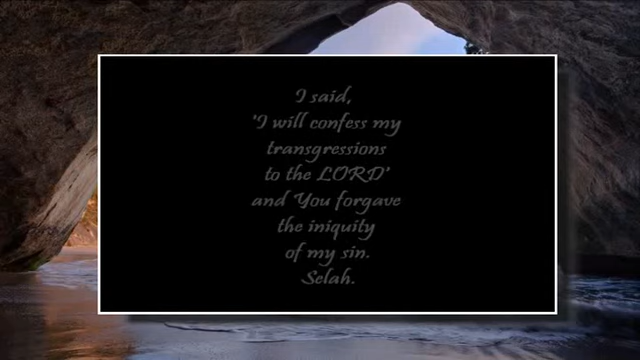 I said,
'I will confess my
transgressions
to the LORD'
and You forgave
the iniquity
of my sin.
Selah.